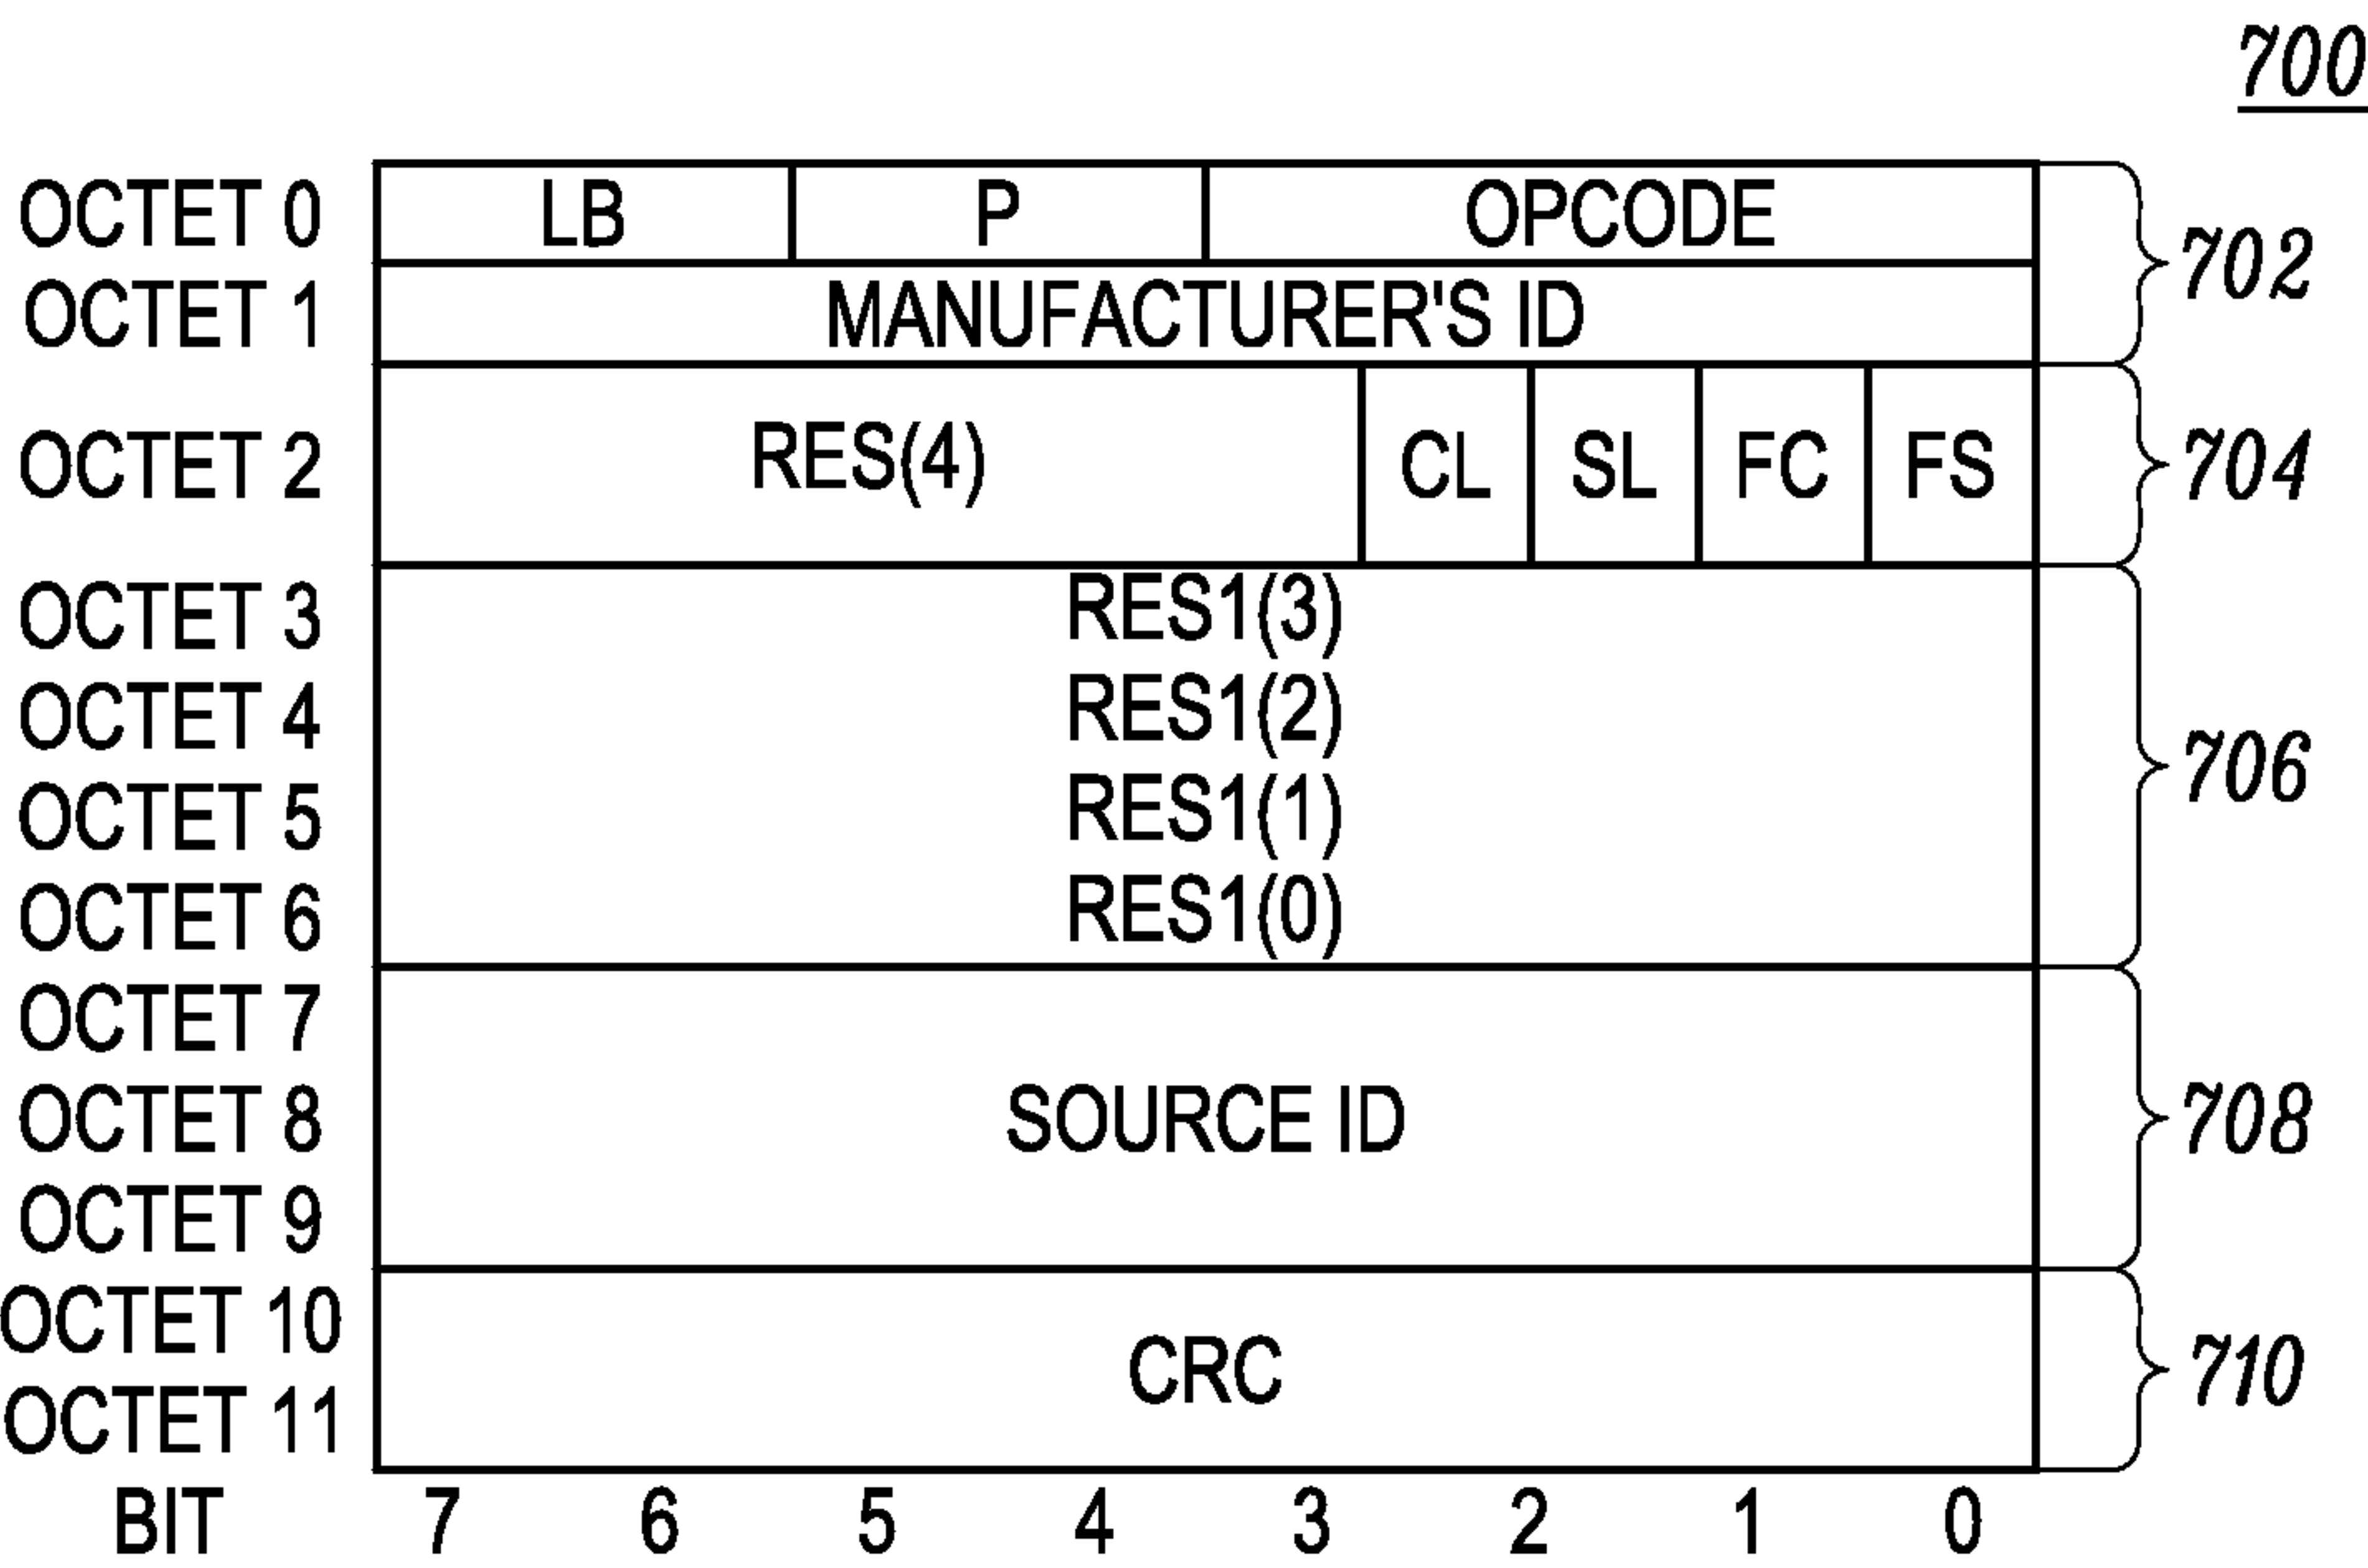 700
OCTET 0 LB P OPCODE
702
OCTET 1 MANUFACTURER'S ID
OCTET 2 RES(4) CL SL FC FS 704
OCTET 3 RES1(3)
OCTET 4 RES1(2)
706
OCTET 5 RES1(1)
OCTET 6 RES1(0)
OCTET 7
OCTET 8 SOURCE ID 708
OCTET 9
OCTET 10
CRC 710
OCTET 11
BIT 7 6 5 4 3 2 1 0